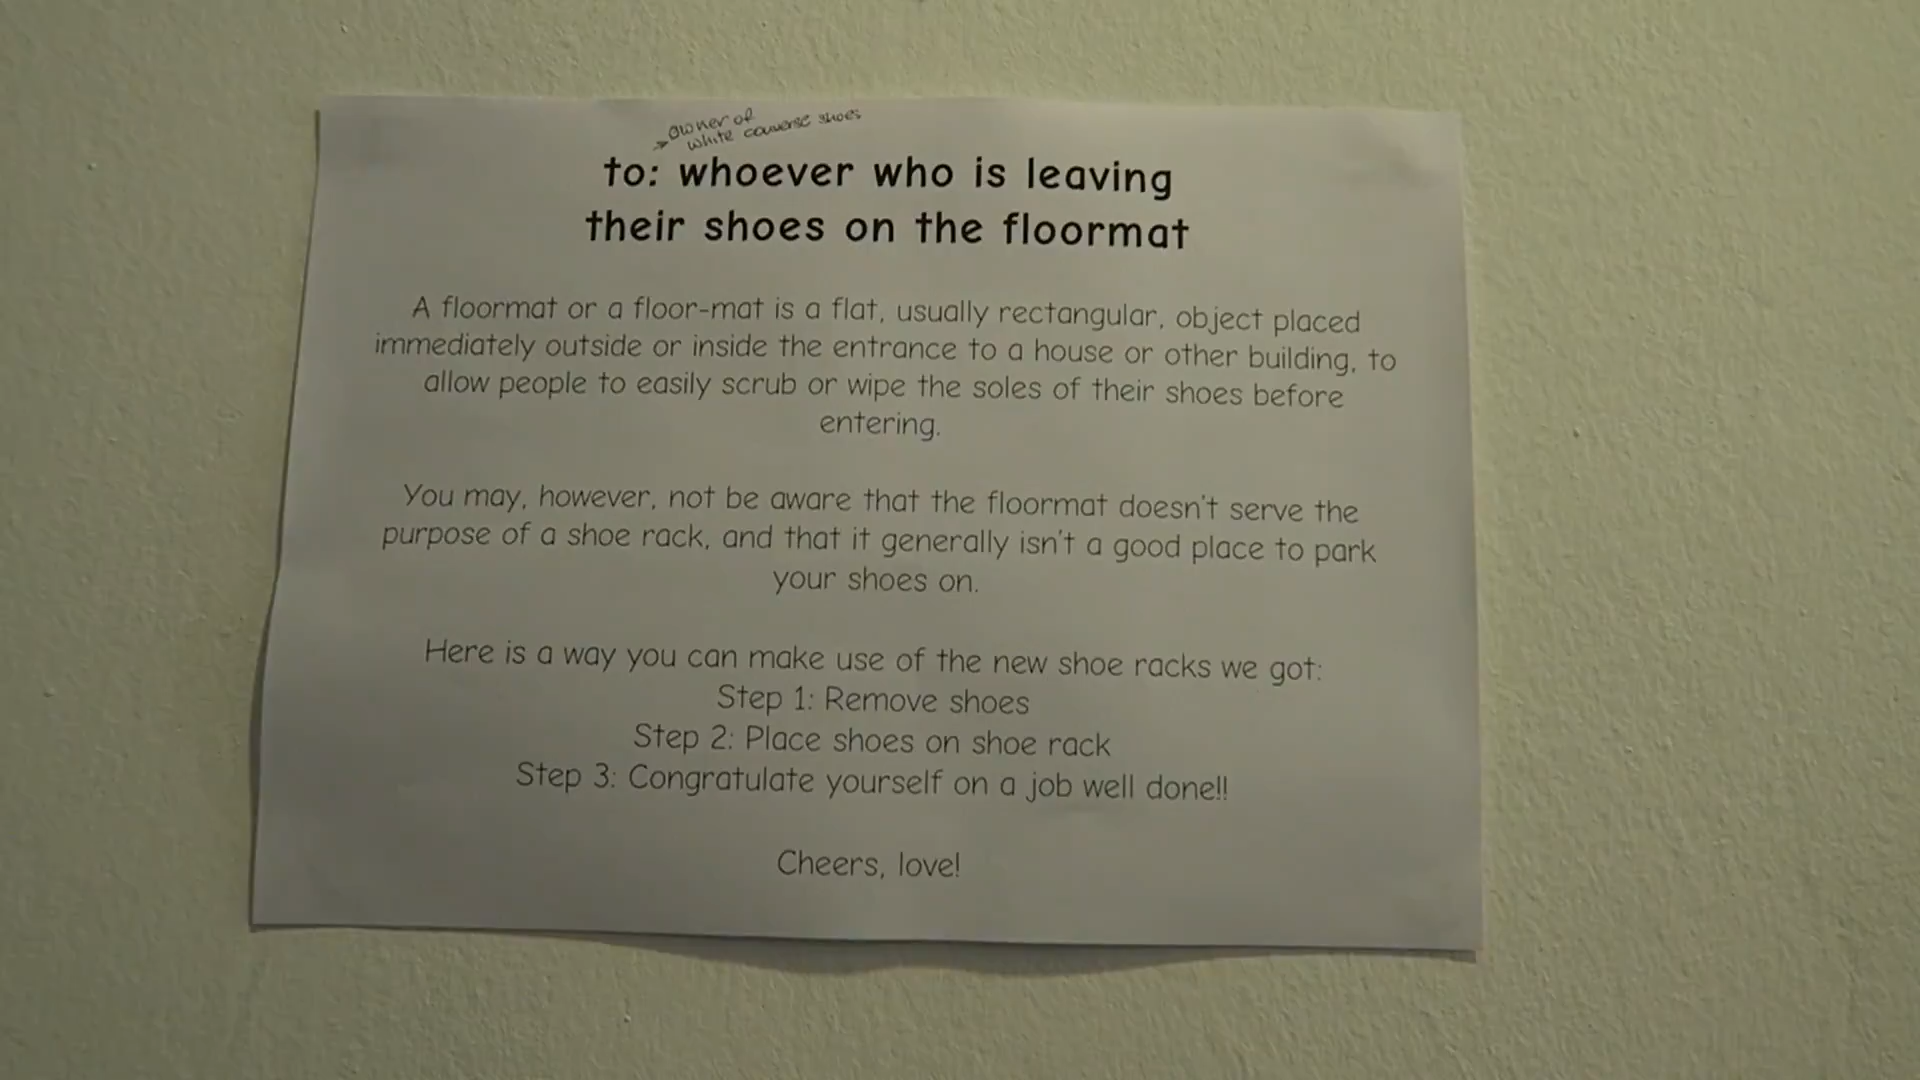 owner of
white converse shoes
to: whoever who is leaving
their shoes on the floormat
A floormat or a floor-mat is a flat, usually rectangular, object placed
immediately outside or inside the entrance to a house or other building, to
allow people to easily scrub or wipe the soles of their shoes before
entering.
You may, however, not be aware that the floormat doesn't serve the
purpose of a shoe rack, and that it generally isn't a good place to park
your shoes on.
Here is a way you can make use of the new shoe racks we got:
Step 1: Remove shoes
Step 2: Place shoes on shoe rack
Step 3: Congratulate yourself on a job well done!!
Cheers, love!